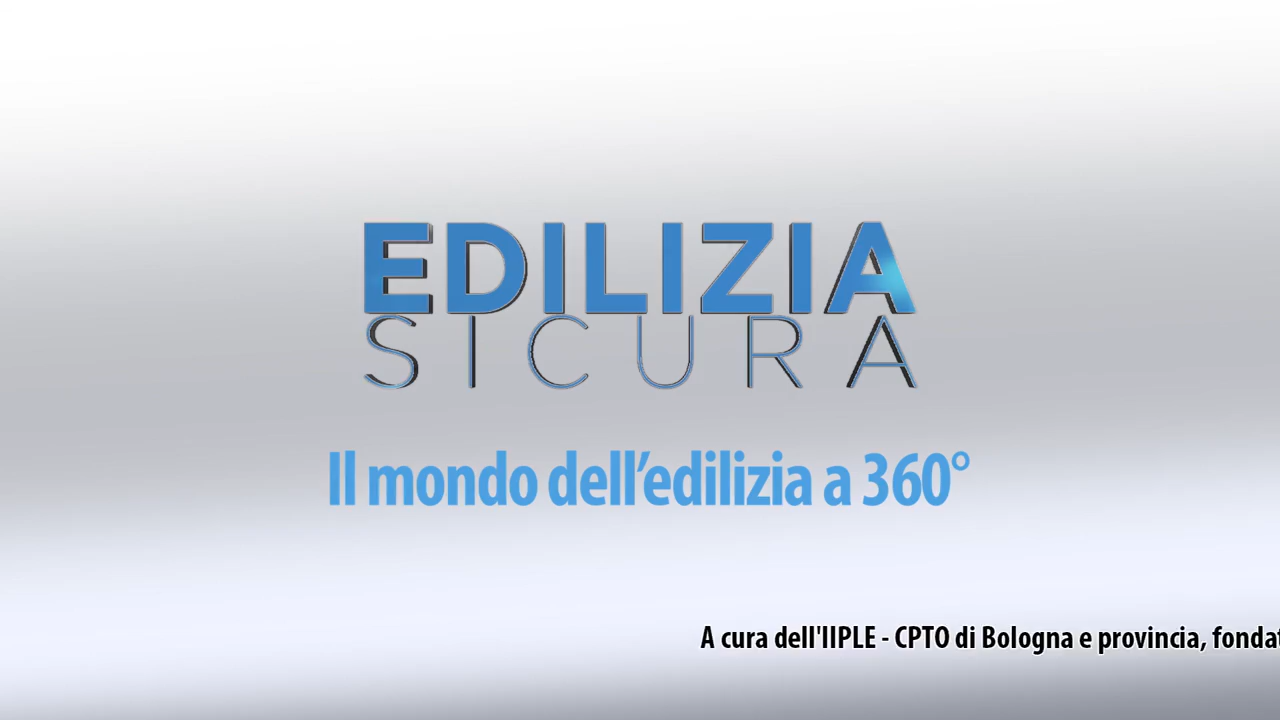 EDILIZIA
SICURA
Il mondo dell’edilizia a 360°
A cura dell'IIPLE - CPTO di Bologna e provincia,